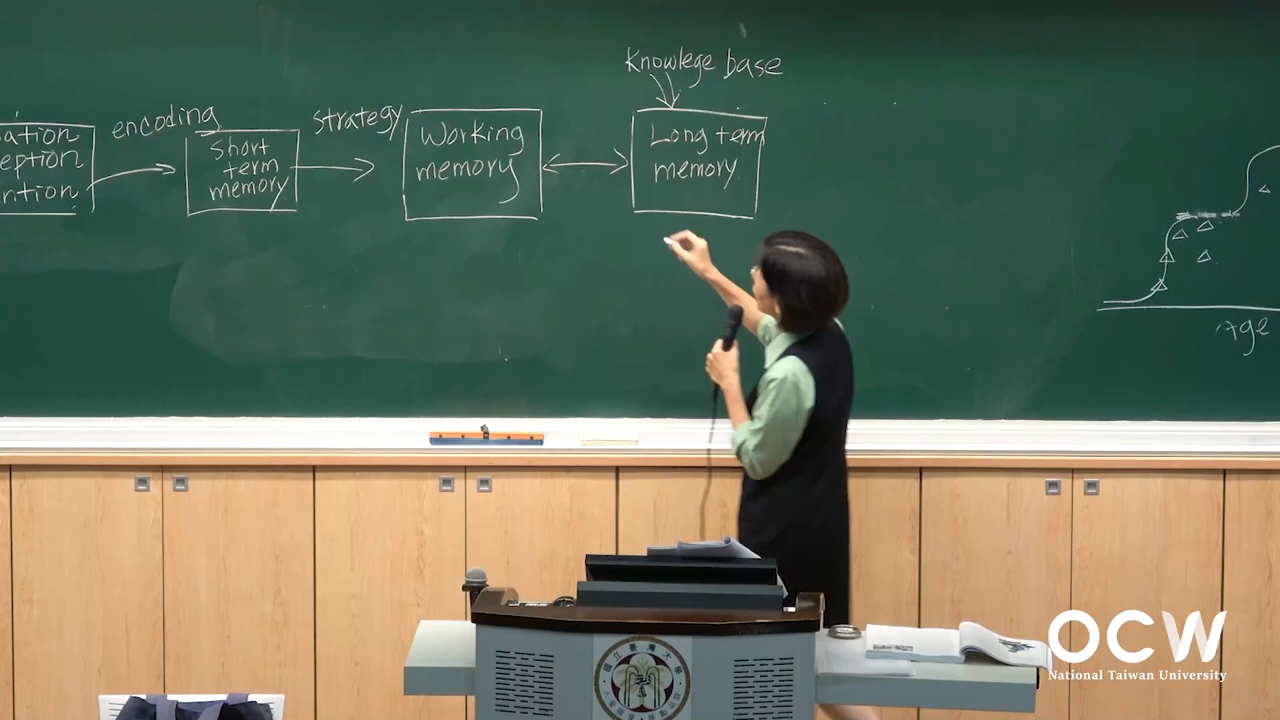 Knowlege base
encoding
strategy
ation
eption
ntion
Short
term
memory
Working
memory
Long term
memory
Age
OCW
National Taiwan University